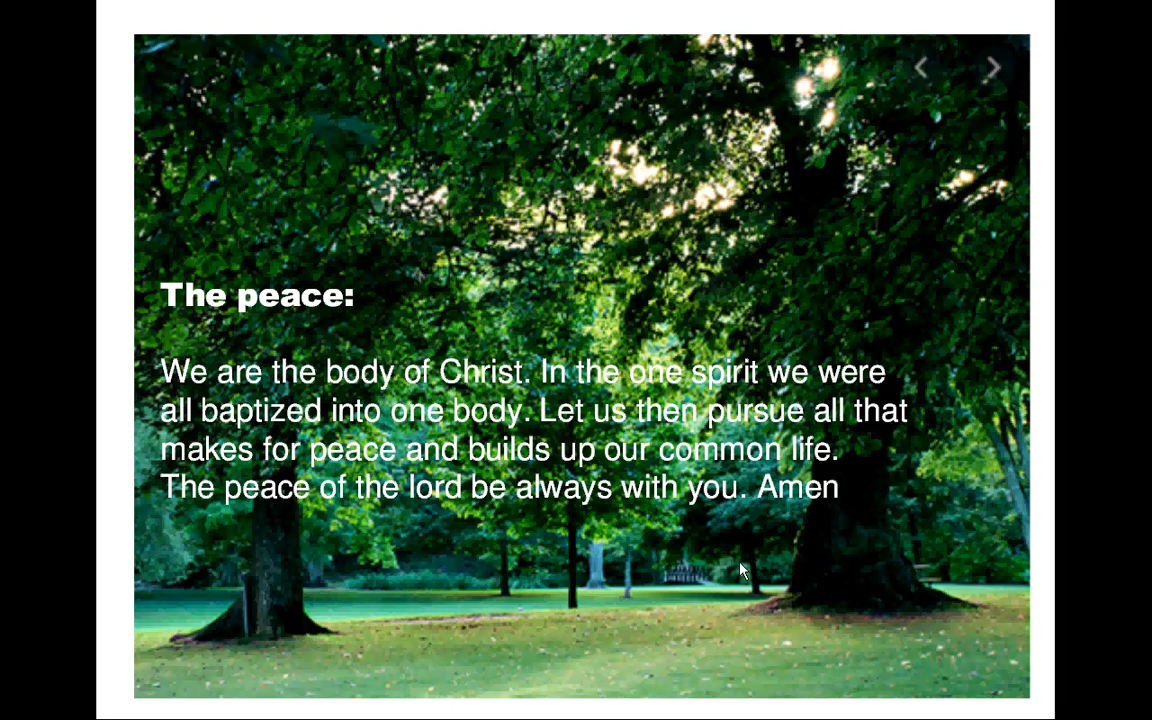 The peace:
We are the body of Christ. In the one spirit we were
all baptized into one body. Let us then pursue all that
makes for peace and builds up our common life.
The peace of the lord be always with you. Amen